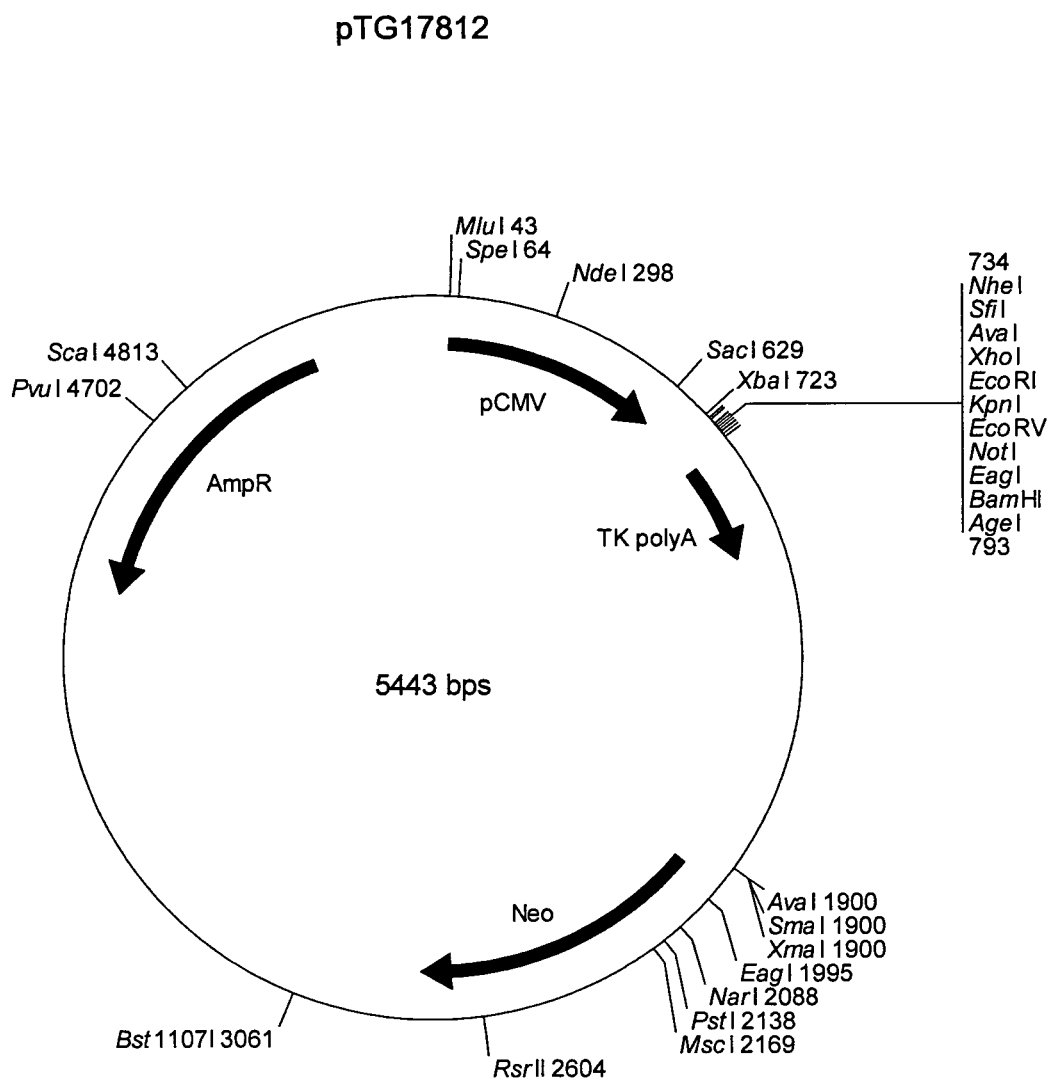 pTG17812
MluI 43
SpeI 64
NdeI 298
SacI 629
XbaI 723
734
NheI
SfiI
AvaI
XhoI
EcoRI
KpnI
EcoRV
NotI
EagI
BamHI
AgeI
793
ScaI 4813
PvuI 4702
pCMV
AmpR
TK polyA
5443 bps
Neo
AvaI 1900
SmaI 1900
XmaI 1900
EagI 1995
NarI 2088
PstI 2138
MscI 2169
RsrII 2604
Bst1107I 3061